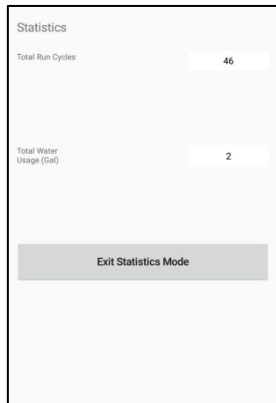 Statistics
Total Run Cycles
46
Total Water
Usage (Gal)
2
Exit Statistics Mode